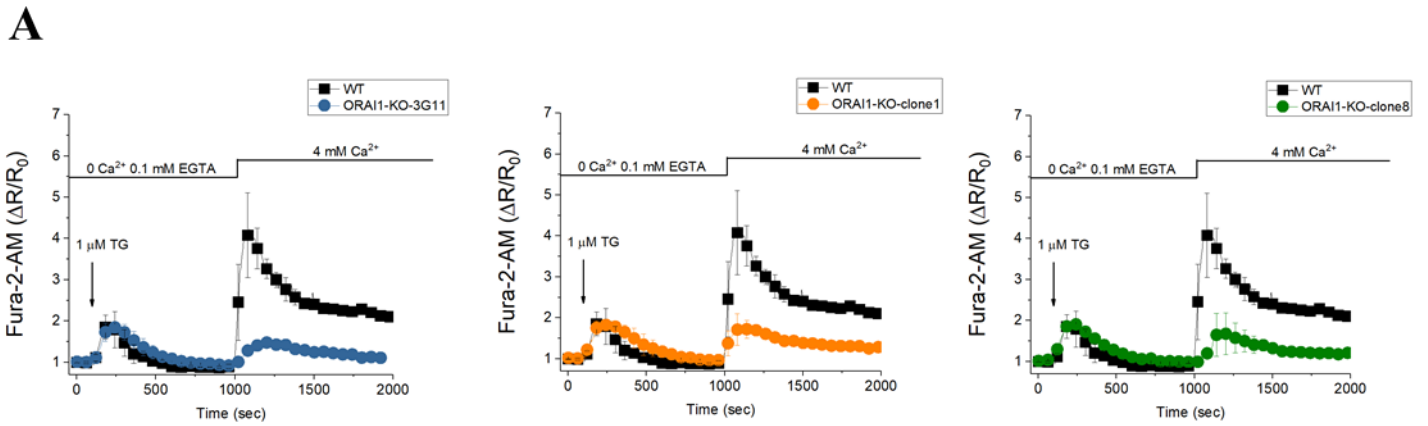 A
WT
ORAI1-KO-3G11
7
6
5
4
3
2
1
0 Ca²⁺ 0.1 mM EGTA
4 mM Ca²⁺
1 μM TG
Fura-2-AM (ΔR/R₀)
0
500
1000
1500
2000
Time (sec)
WT
ORAI1-KO-clone1
7
6
5
4
3
2
1
0 Ca²⁺ 0.1 mM EGTA
4 mM Ca²⁺
1 μM TG
Fura-2-AM (ΔR/R₀)
0
500
1000
1500
2000
Time (sec)
WT
ORAI1-KO-clone8
7
6
5
4
3
2
1
0 Ca²⁺ 0.1 mM EGTA
4 mM Ca²⁺
1 μM TG
Fura-2-AM (ΔR/R₀)
0
500
1000
1500
2000
Time (sec)